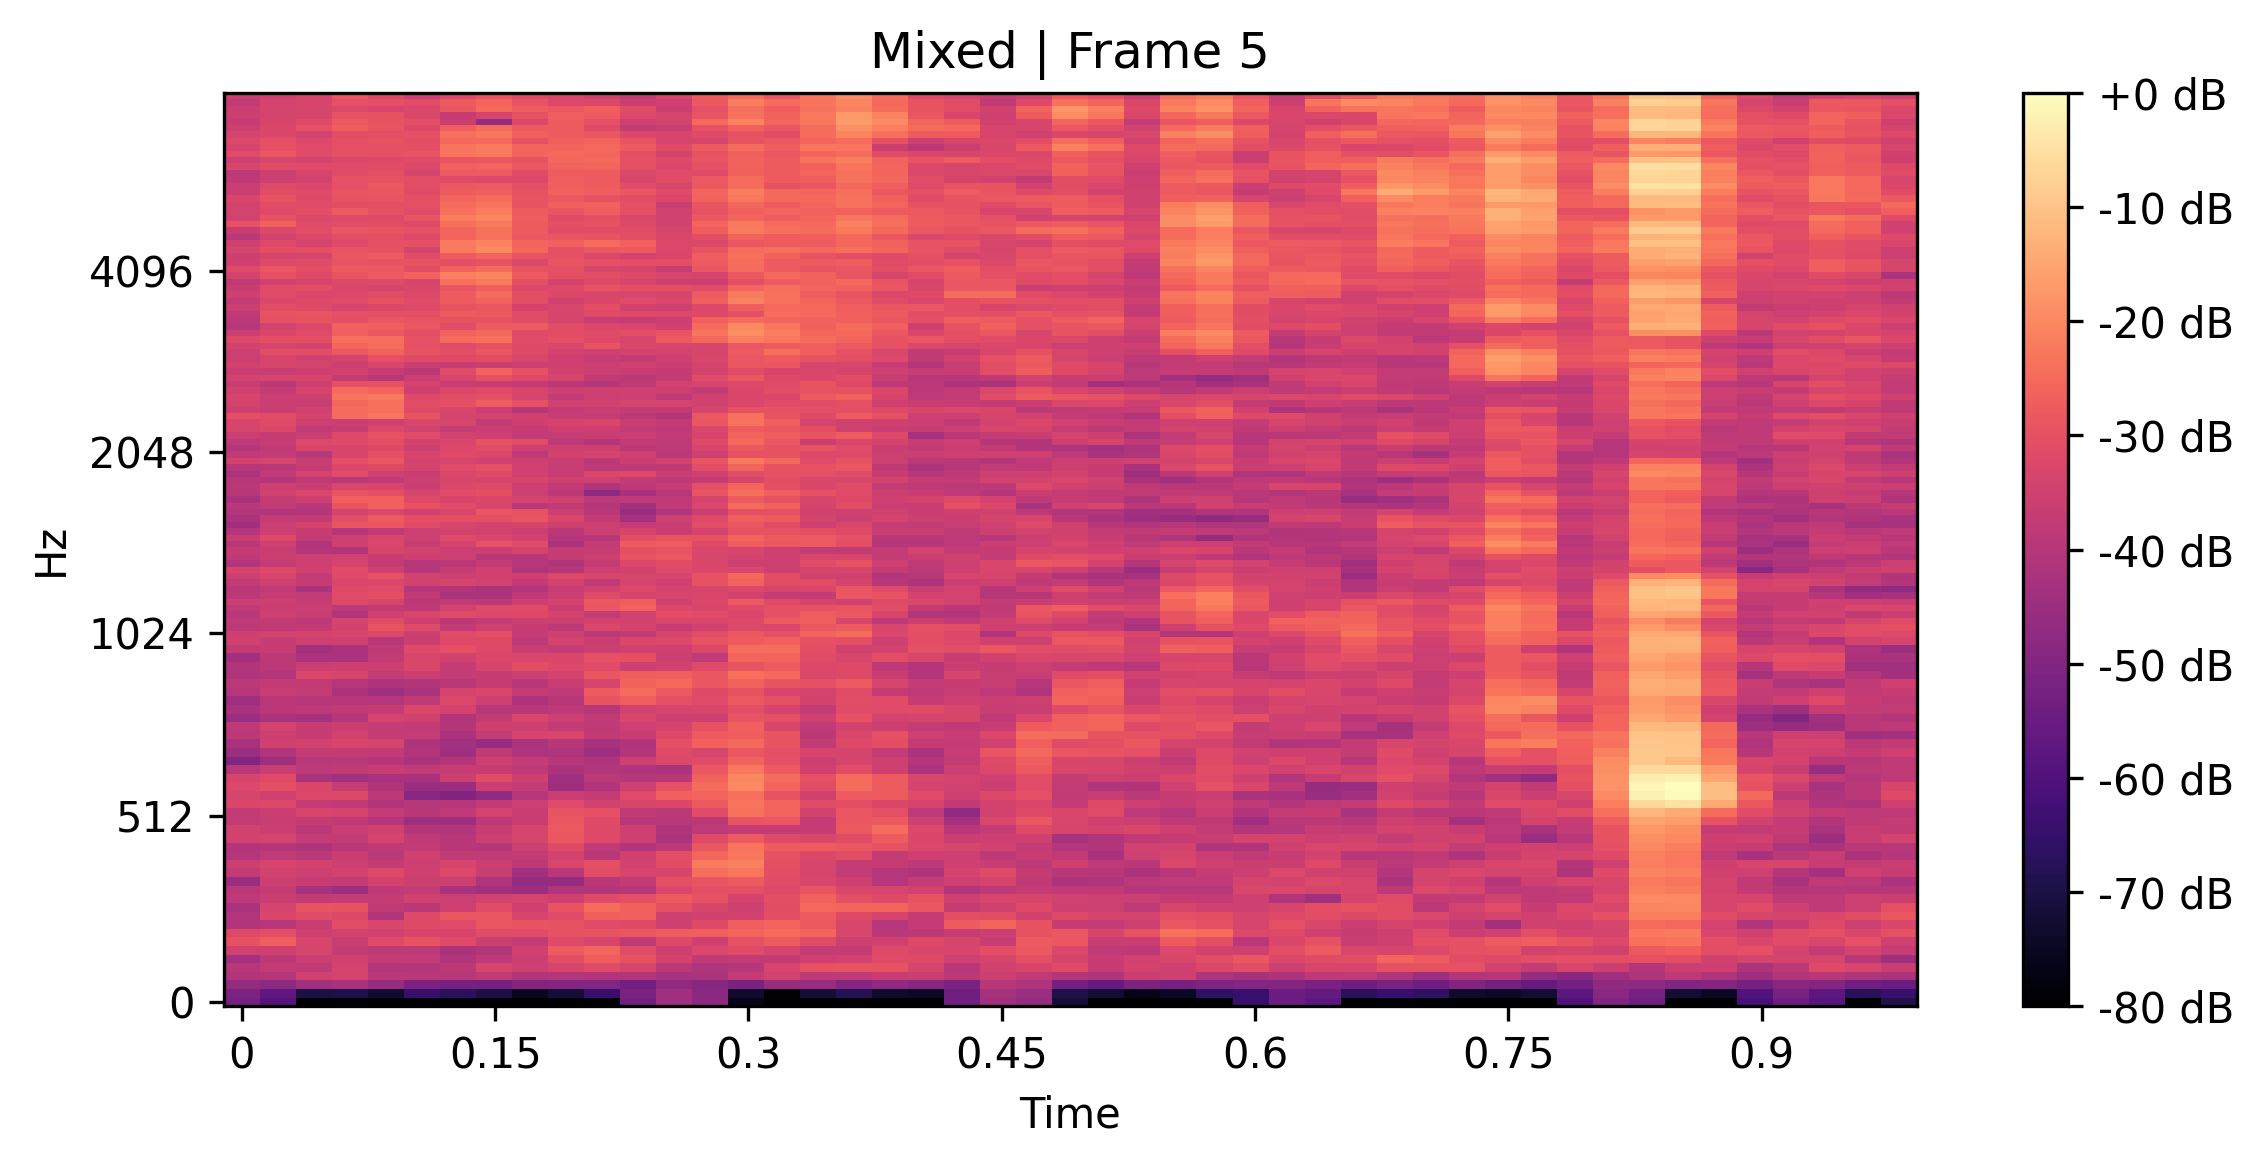 Mixed | Frame 5
Hz
4096
2048
1024
512
0
0 0.15 0.3 0.45 0.6 0.75 0.9
Time
+0 dB
-10 dB
-20 dB
-30 dB
-40 dB
-50 dB
-60 dB
-70 dB
-80 dB